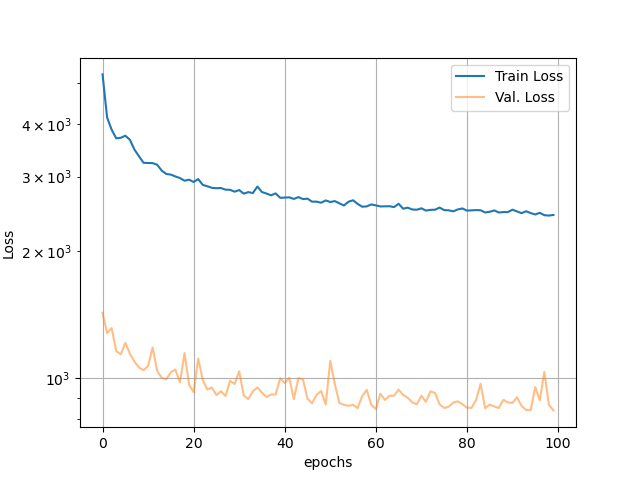 Train Loss
Val. Loss
4 × 10³
3 × 10³
2 × 10³
10³
Loss
0 20 40 60 80 100
epochs